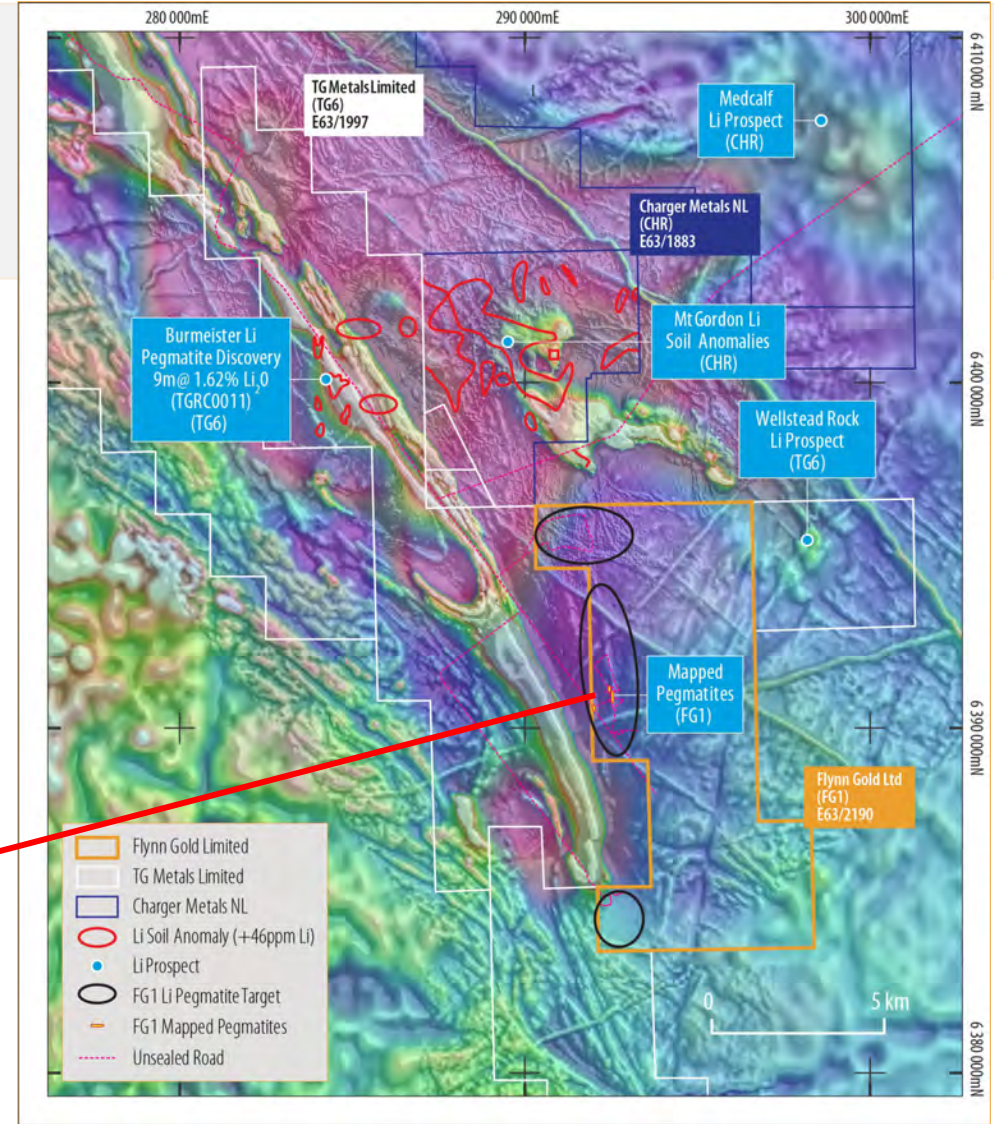 280 000mE
290 000mE
300 000mE
6 410 000 mN
6 400 000mN
6 390 000mN
6 380 000mN
TG Metals Limited
(TG6)
E63/1997
Medcalf
Li Prospect
(CHR)
Charger Metals NL
(CHR)
E63/1883
Burmeister Li
Pegmatite Discovery
9m@ 1.62% Li₂O
(TGRC0011)
(TG6)
Mt Gordon Li
Soil Anomalies
(CHR)
Wellstead Rock
Li Prospect
(TG6)
Mapped
Pegmatites
(FG1)
Flynn Gold Ltd
(FG1)
E63/2190
Flynn Gold Limited
TG Metals Limited
Charger Metals NL
Li Soil Anomaly (+46ppm Li)
Li Prospect
FG1 Li Pegmatite Target
FG1 Mapped Pegmatites
Unsealed Road
0 5 km